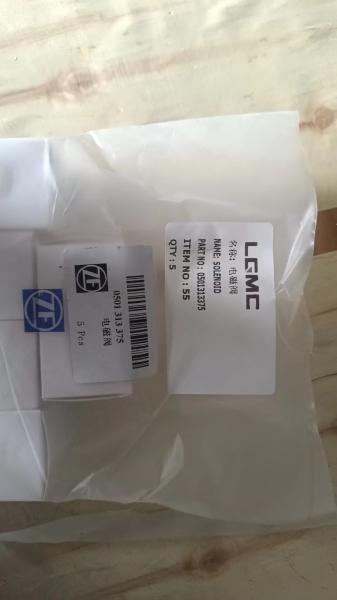 LGMC
名称: 电磁阀
NAME: SOLENOID
PART NO: 0501313375
ITEM NO: 55
QTY: 5
ZF
0501 313 375
电磁阀
5 Pcs